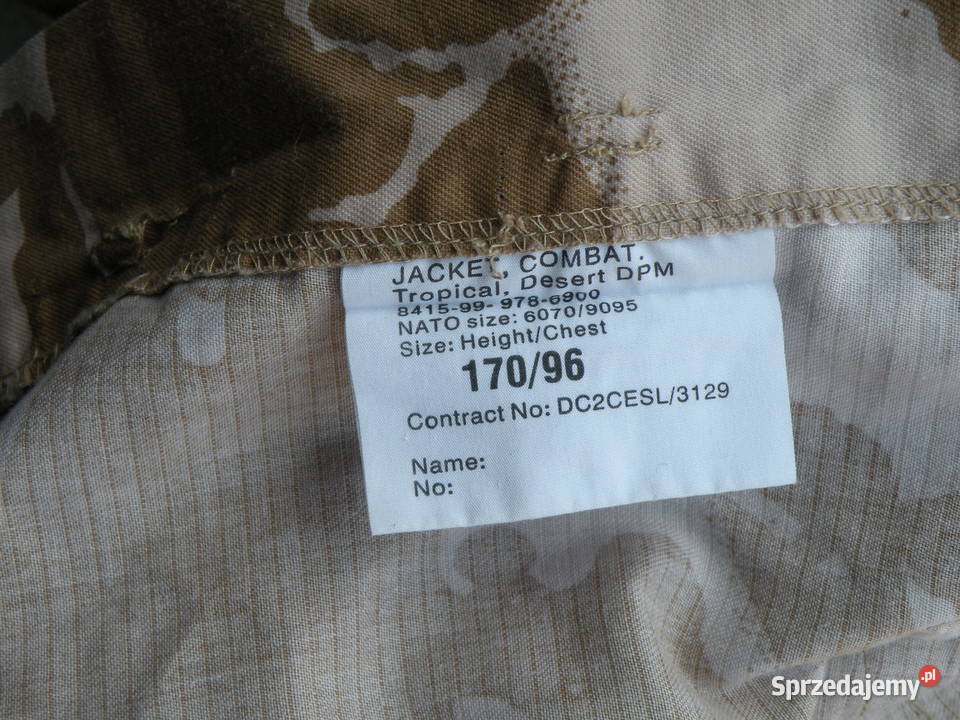 JACKET, COMBAT.
Tropical, Desert DPM
8415-99- 978-6900
NATO size: 6070/9095
Size: Height/Chest
170/96
Contract No: DC2CESL/3129
Name:
No:
Sprzedajemy.pl